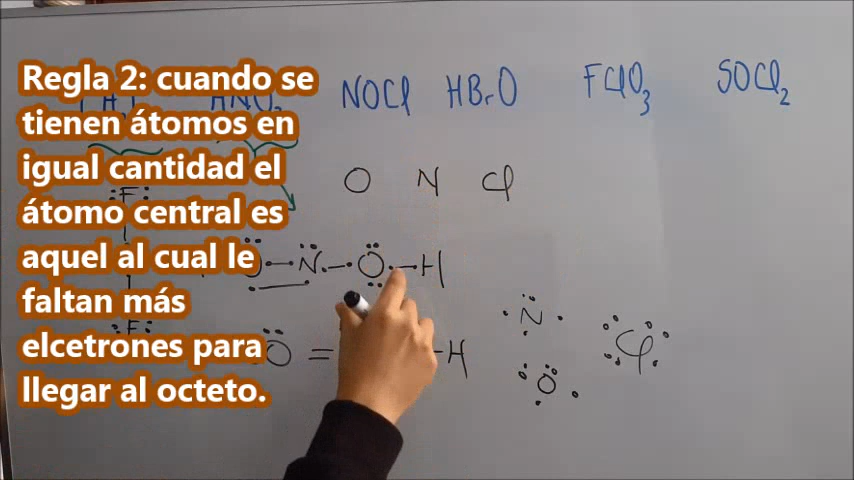 Regla 2: cuando se
tienen átomos en
igual cantidad el
átomo central es
aquel al cual le
faltan más
elcetrones para
llegar al octeto.
NOCl HBrO FClO3 SOCl2
O N Cl
F
N O H
F
O = H
N
Cl
O